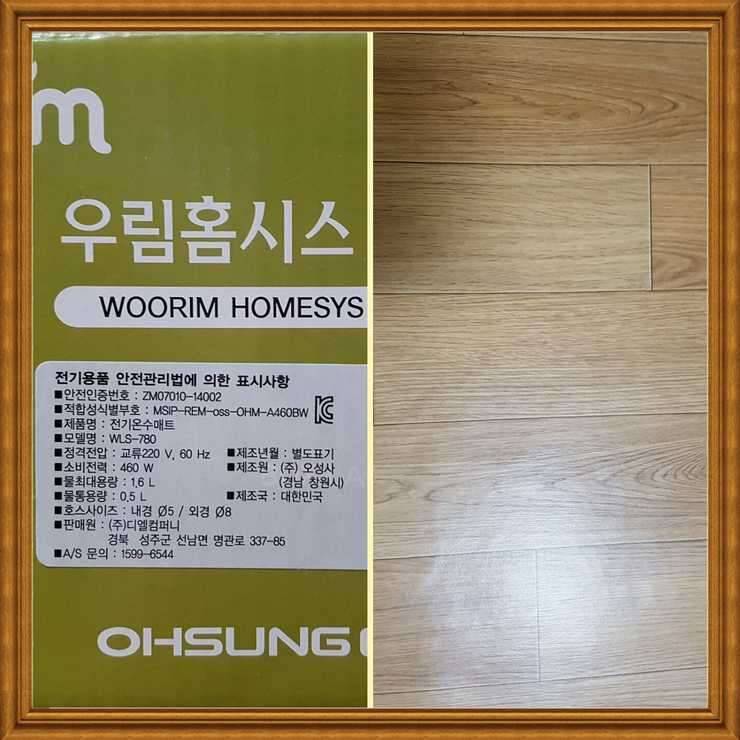 m
우림홈시스
WOORIM HOMESYS
전기용품 안전관리법에 의한 표시사항
■안전인증번호 : ZM07010-14002
■적합성식별부호 : MSIP-REM-oss-OHM-A460BW
■제품명 : 전기온수매트
■모델명 : WLS-780
■정격전압 : 교류220 V, 60 Hz ■제조년월 : 별도표기
■소비전력 : 460 W ■제조원 : (주) 오성사
■물최대용량 : 1,6 L (경남 창원시)
■물통용량 : 0,5 L ■제조국 : 대한민국
■호스사이즈 : 내경 Ø5 / 외경 Ø8
■판매원 : (주)디엘컴퍼니
경북 성주군 선남면 명관로 337-85
■A/S 문의 : 1599-6544
OHSUNG